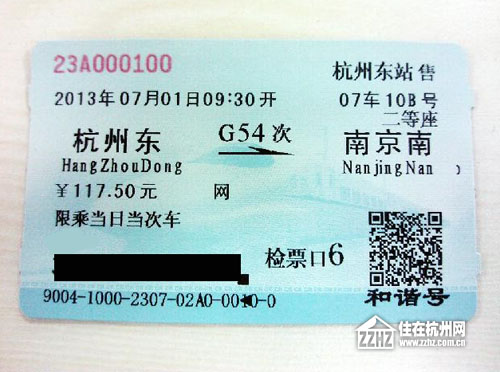 23A000100
杭州东站 售
2013年07月01日09:30开
07车 10B号
二等座
杭州东
G54次
南京南
HangZhouDong
NanjingNan
￥117.50元
网
限乘当日当次车
检票口6
9004-1000-2307-02A0-0010-0
和谐号
ZZHZ 住在杭州网
www.zzhz.com.cn